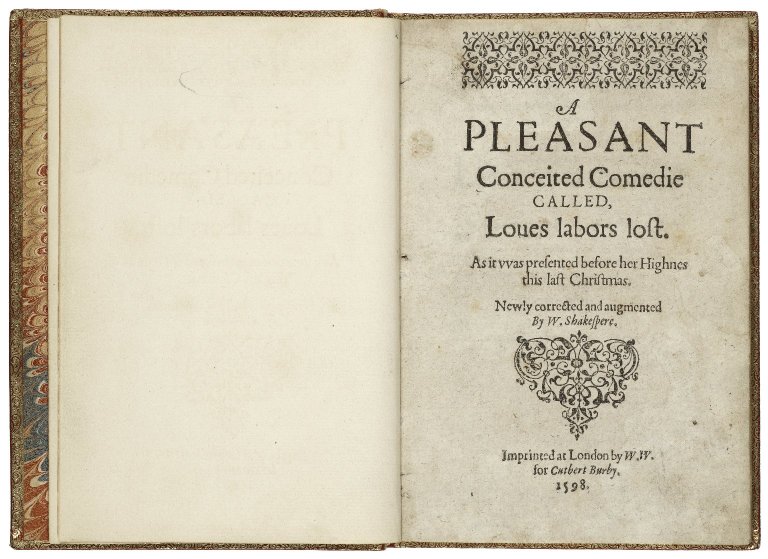 A
PLEASANT
Conceited Comedie
CALLED,
Loues labors loſt.
As it vvas preſented before her Highnes
this laſt Chriſtmas.
Newly corrected and augmented
By W. Shakeſpere.
Imprinted at London by W.W.
for Cutbert Burby.
1598.